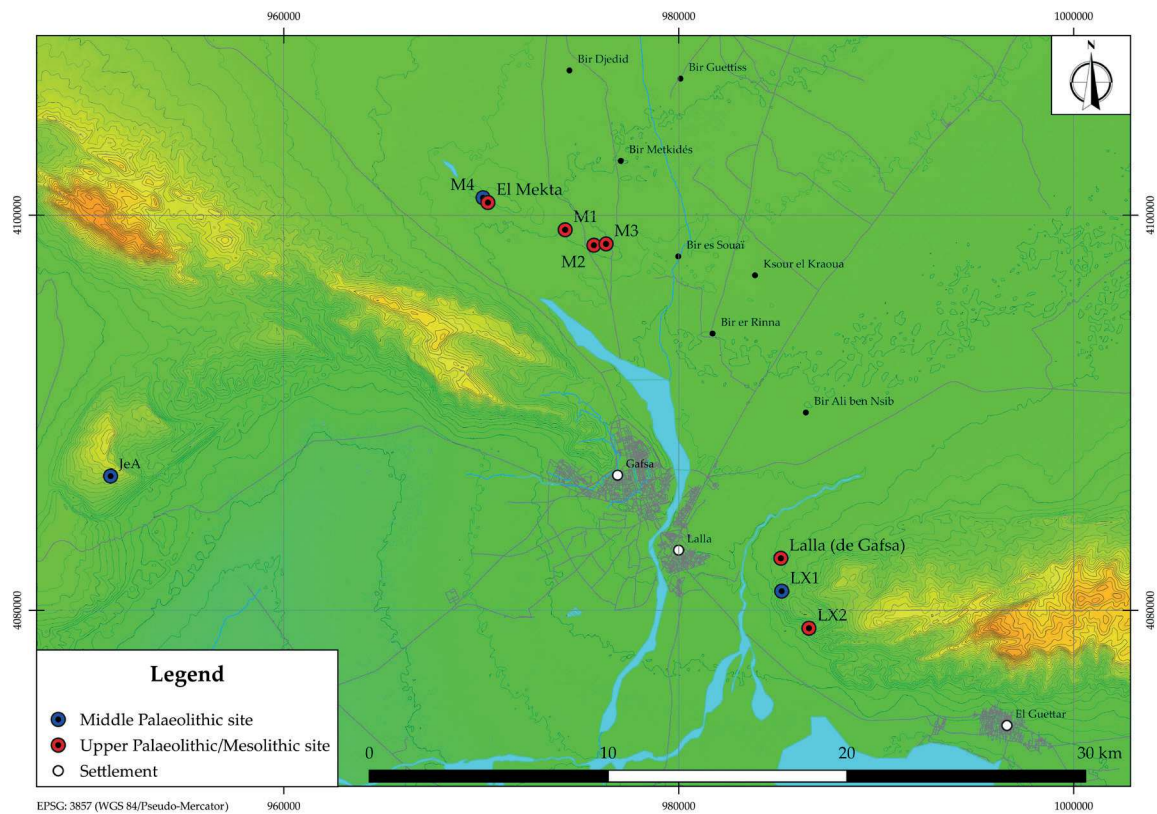 960000
980000
1000000
N
Bir Djedid
Bir Guettiss
Bir Metkidés
M4
El Mekta
4100000
4100000
M1
M3
M2
Bir es Souaï
Ksour el Kraoua
Bir er Rinna
Bir Ali ben Nsib
JeA
Gafsa
Lalla
Lalla (de Gafsa)
LX1
4080000
4080000
LX2
Legend
Middle Palaeolithic site
Upper Palaeolithic/Mesolithic site
Settlement
El Guettar
0
10
20
30 km
EPSG: 3857 (WGS 84/Pseudo-Mercator)
960000
980000
1000000